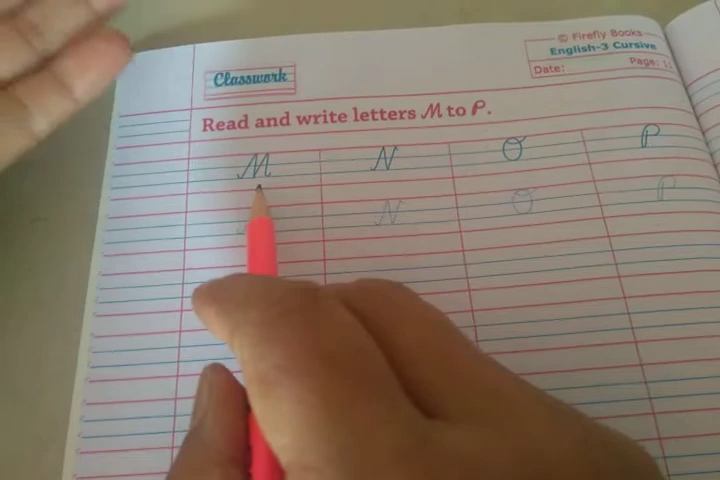 © Firefly Books
English-3 Cursive
Classwork
Date: Page:
Read and write letters M to P.
M N O P
N O P